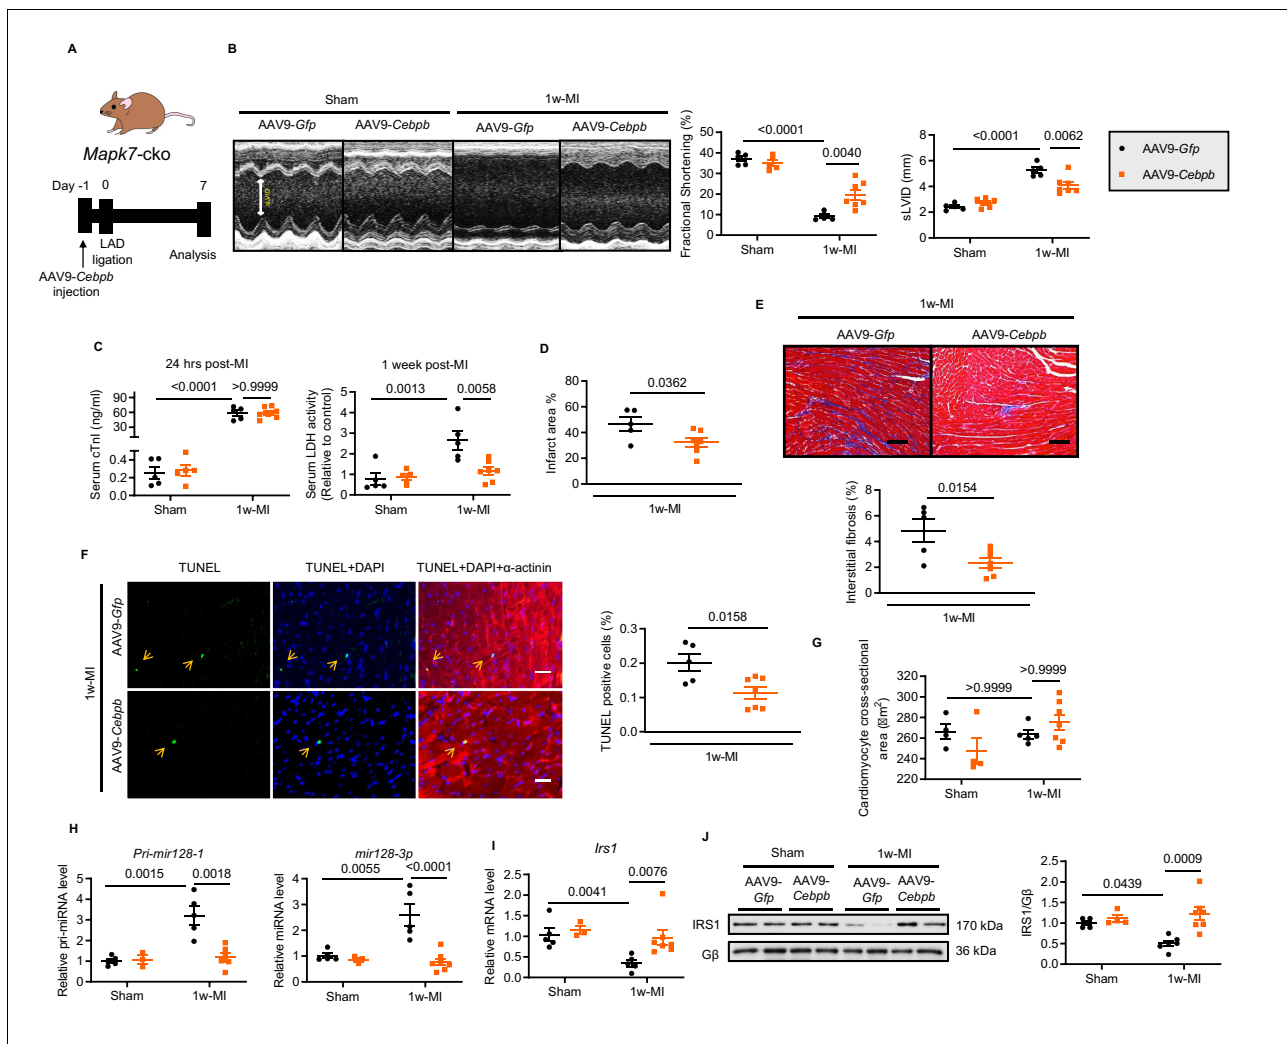 A
Mapk7-cko
Day -1
0
7
LAD
ligation
Analysis
AAV9-Cebpb
injection
B
Sham
1w-MI
AAV9-Gfp
AAV9-Cebpb
AAV9-Gfp
AAV9-Cebpb
sLVID
Fractional Shortening (%)
50
40
30
20
10
0
<0.0001
0.0040
Sham
1w-MI
sLVID (mm)
8
6
4
2
0
<0.0001
0.0062
Sham
1w-MI
AAV9-Gfp
AAV9-Cebpb
C
24 hrs post-MI
Serum cTnI (ng/ml)
90
60
30
0.4
0.2
0.0
<0.0001
>0.9999
Sham
1w-MI
1 week post-MI
Serum LDH activity
(Relative to control)
5
4
3
2
1
0
0.0013
0.0058
Sham
1w-MI
D
Infarct area %
80
60
40
20
0
0.0362
1w-MI
E
1w-MI
AAV9-Gfp
AAV9-Cebpb
Interstitial fibrosis (%)
8
6
4
2
0
0.0154
1w-MI
F
TUNEL
TUNEL+DAPI
TUNEL+DAPI+α-actinin
1w-MI
AAV9-Gfp
AAV9-Cebpb
TUNEL positive cells (%)
0.3
0.2
0.1
0.0
0.0158
1w-MI
G
Cardiomyocyte cross-sectional
area (m²)
320
300
280
260
240
220
>0.9999
>0.9999
Sham
1w-MI
H
Pri-mir128-1
Relative pri-miRNA level
5
4
3
2
1
0
0.0015
0.0018
Sham
1w-MI
mir128-3p
Relative miRNA level
4
3
2
1
0
0.0055
<0.0001
Sham
1w-MI
I
Irs1
Relative mRNA level
2.0
1.5
1.0
0.5
0.0
0.0041
0.0076
Sham
1w-MI
J
Sham
1w-MI
AAV9-
Gfp
AAV9-
Cebpb
AAV9-
Gfp
AAV9-
Cebpb
IRS1
170 kDa
Gβ
36 kDa
IRS1/Gβ
2.0
1.5
1.0
0.5
0.0
0.0439
0.0009
Sham
1w-MI